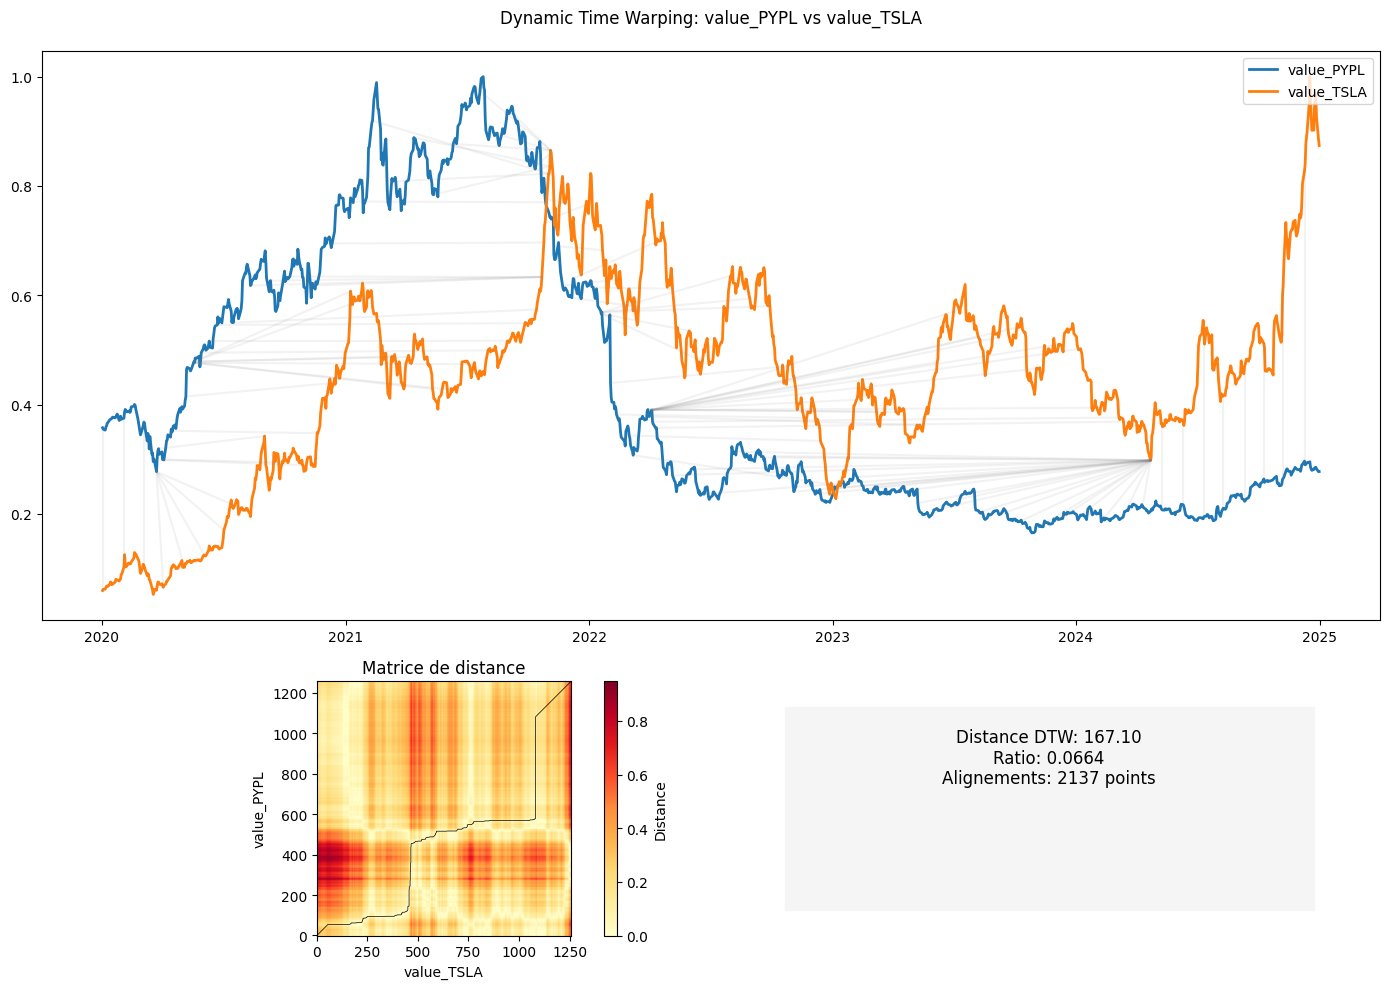 Dynamic Time Warping: value_PYPL vs value_TSLA
value_PYPL
value_TSLA
1.0
0.8
0.6
0.4
0.2
2020 2021 2022 2023 2024 2025
Matrice de distance
value_PYPL
1200
1000
800
600
400
200
0
0 250 500 750 1000 1250
value_TSLA
0.8
0.6
0.4
0.2
0.0
Distance
Distance DTW: 167.10
Ratio: 0.0664
Alignements: 2137 points